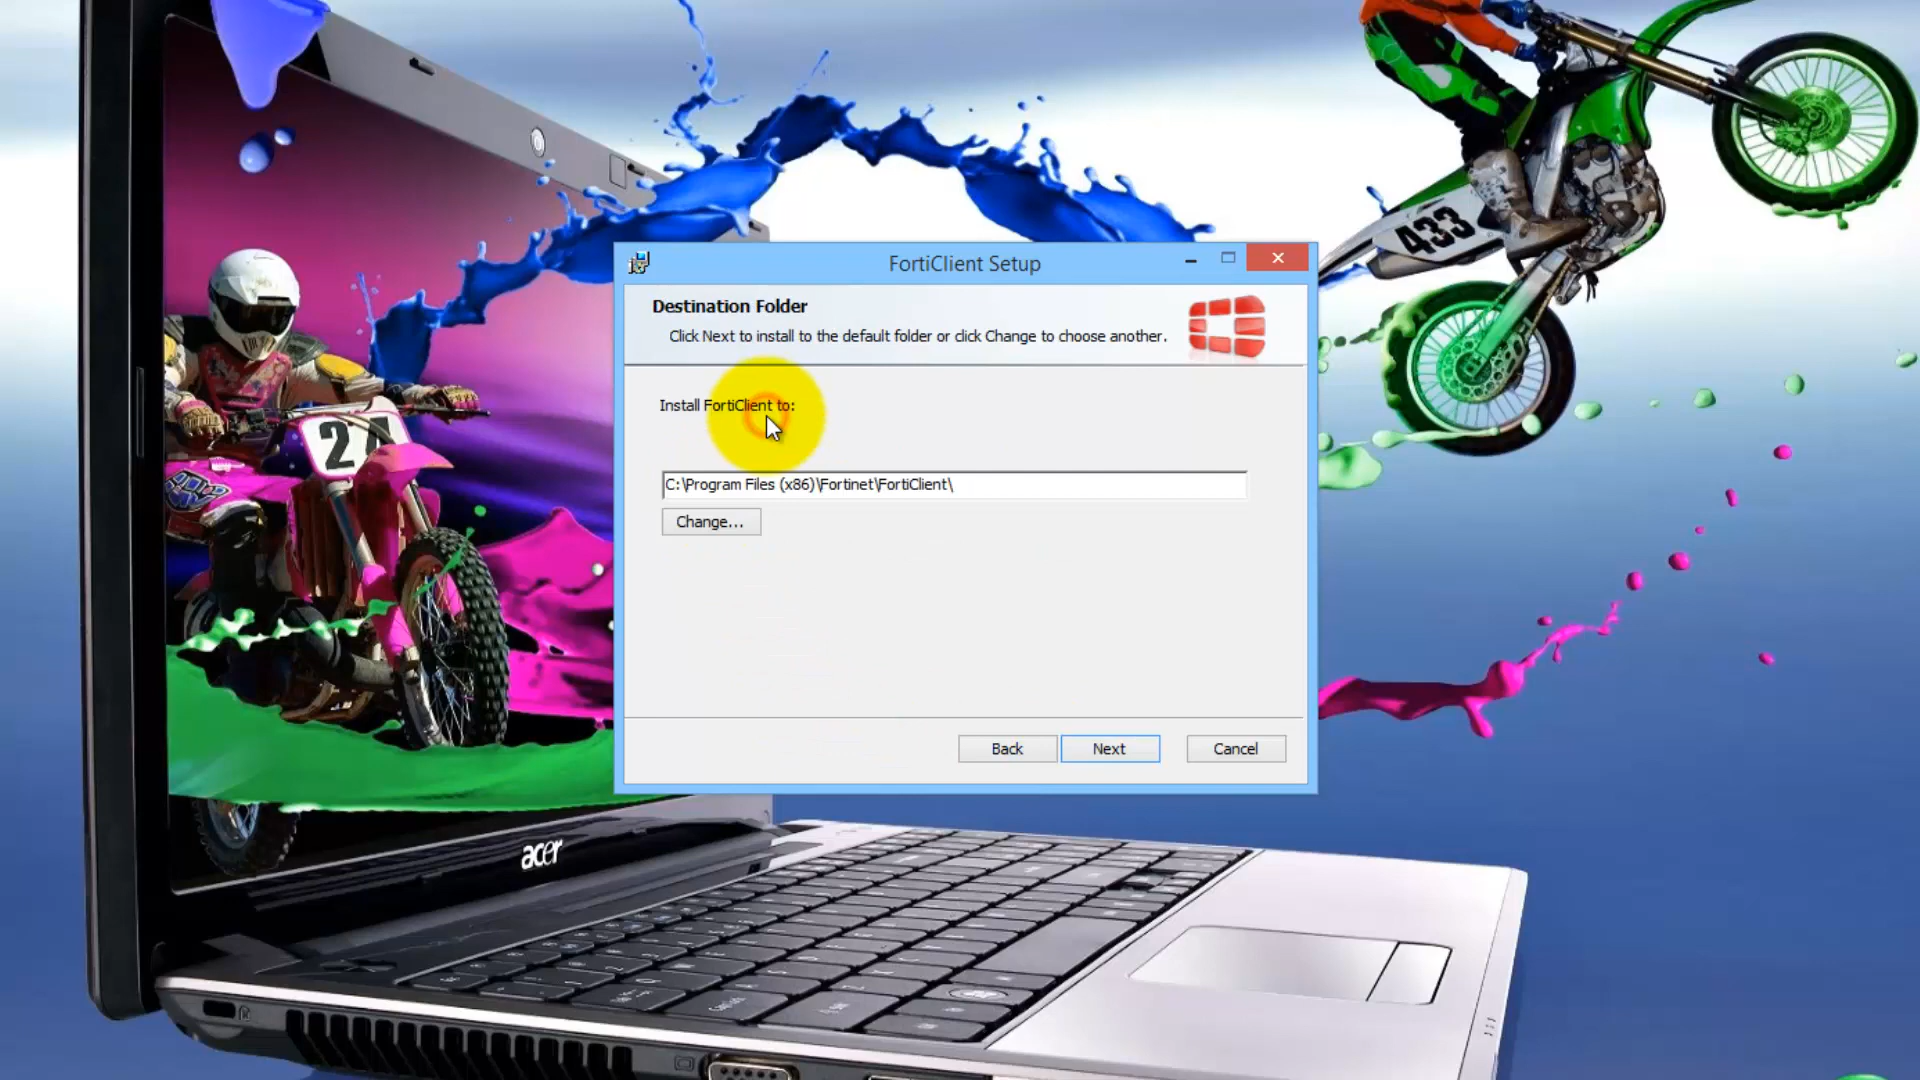 FortiClient Setup
Destination Folder
Click Next to install to the default folder or click Change to choose another.
Install FortiClient to:
C:\Program Files (x86)\Fortinet\FortiClient\
Change...
Back
Next
Cancel
433
24
acer